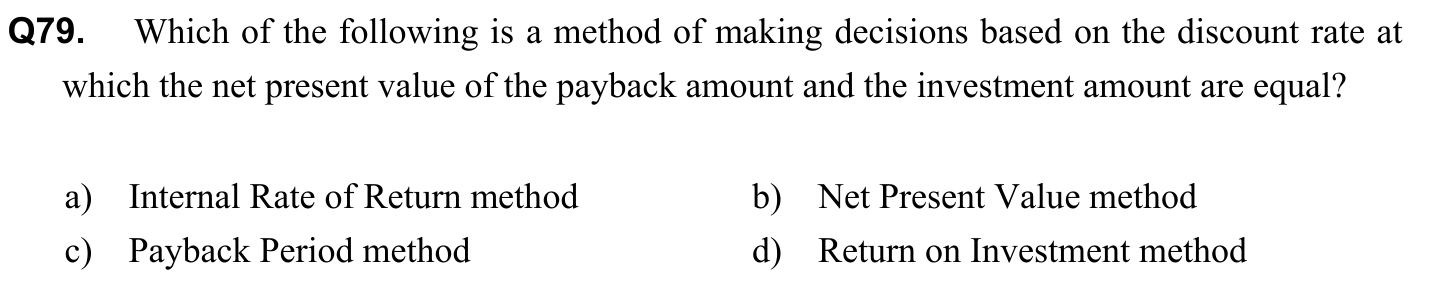 Q79. Which of the following is a method of making decisions based on the discount rate at
which the net present value of the payback amount and the investment amount are equal?
a) Internal Rate of Return method b) Net Present Value method
c) Payback Period method d) Return on Investment method